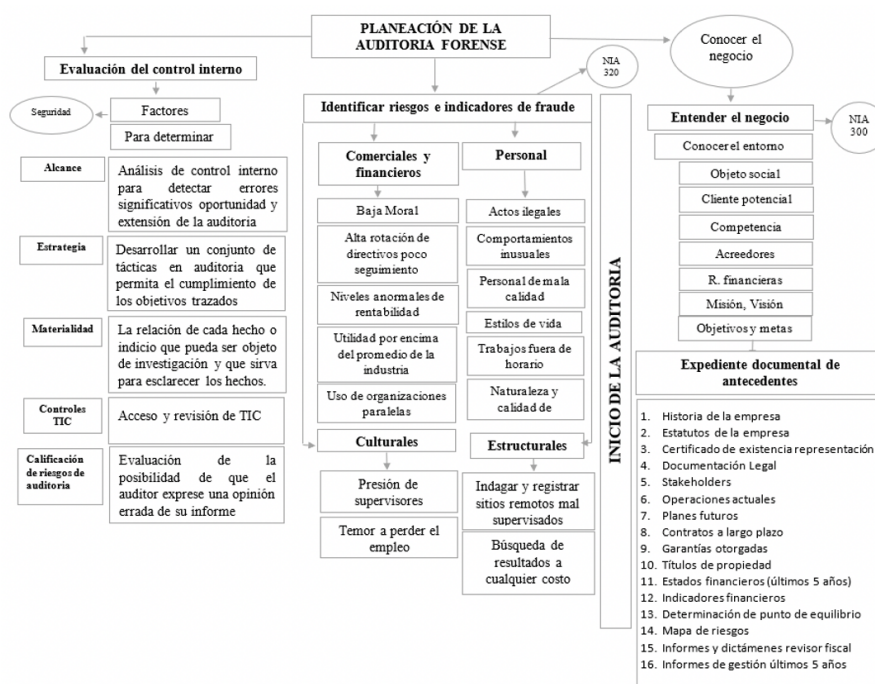 PLANEACIÓN DE LA
AUDITORIA FORENSE
Conocer el
negocio
NIA
320
Evaluación del control interno
Seguridad
Factores
Para determinar
Alcance
Análisis de control interno
para detectar errores
significativos oportunidad y
extensión de la auditoria
Estrategia
Desarrollar un conjunto de
tácticas en auditoria que
permita el cumplimiento de
los objetivos trazados
Materialidad
La relación de cada hecho o
indicio que pueda ser objeto
de investigación y que sirva
para esclarecer los hechos.
Controles
TIC
Acceso y revisión de TIC
Calificación
de riesgos de
auditoria
Evaluación de la
posibilidad de que el
auditor exprese una opinión
errada de su informe
Identificar riesgos e indicadores de fraude
Comerciales y
financieros
Baja Moral
Alta rotación de
directivos poco
seguimiento
Niveles anormales de
rentabilidad
Utilidad por encima
del promedio de la
industria
Uso de organizaciones
paralelas
Personal
Actos ilegales
Comportamientos
inusuales
Personal de mala
calidad
Estilos de vida
Trabajos fuera de
horario
Naturaleza y
calidad de
Culturales
Presión de
supervisores
Temor a perder el
empleo
Estructurales
Indagar y registrar
sitios remotos mal
supervisados
Búsqueda de
resultados a
cualquier costo
INICIO DE LA AUDITORIA
Entender el negocio
NIA
300
Conocer el entorno
Objeto social
Cliente potencial
Competencia
Acreedores
R. financieras
Misión, Visión
Objetivos y metas
Expediente documental de
antecedentes
1. Historia de la empresa
2. Estatutos de la empresa
3. Certificado de existencia representación
4. Documentación Legal
5. Stakeholders
6. Operaciones actuales
7. Planes futuros
8. Contratos a largo plazo
9. Garantías otorgadas
10. Títulos de propiedad
11. Estados financieros (últimos 5 años)
12. Indicadores financieros
13. Determinación de punto de equilibrio
14. Mapa de riesgos
15. Informes y dictámenes revisor fiscal
16. Informes de gestión últimos 5 años